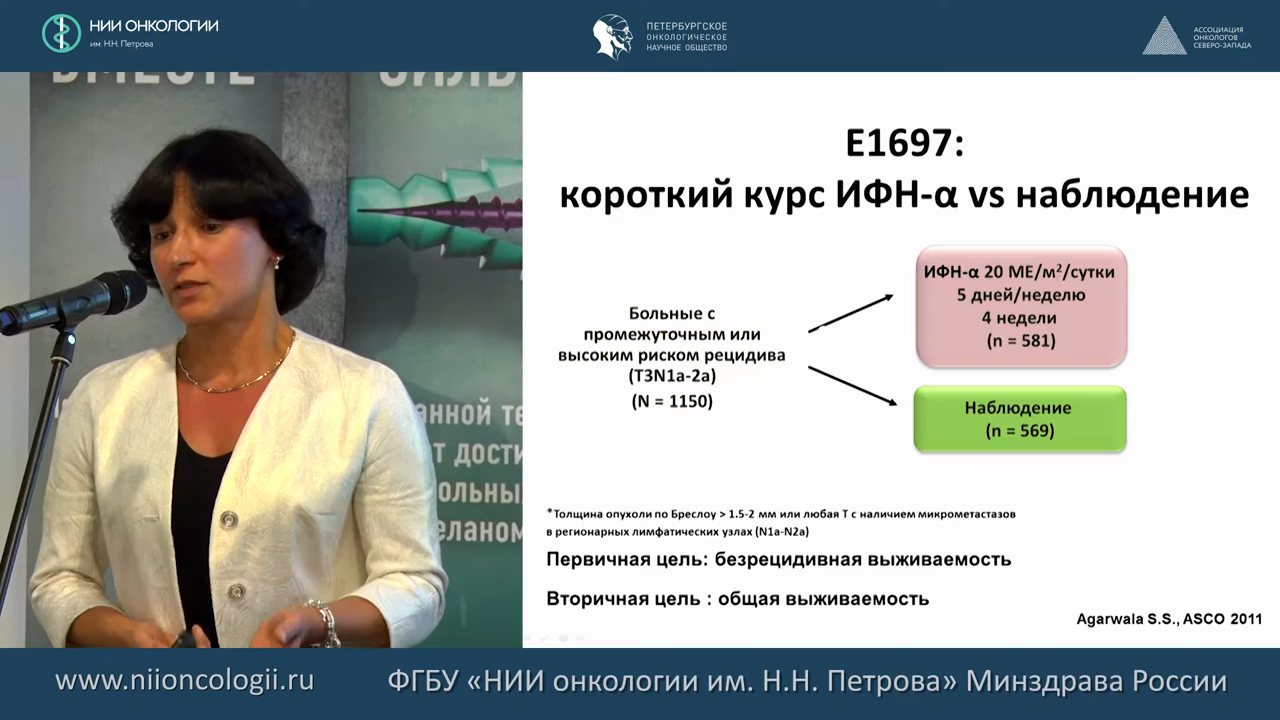 НИИ ОНКОЛОГИИ
им. Н.Н. Петрова
ПЕТЕРБУРГСКОЕ
ОНКОЛОГИЧЕСКОЕ
НАУЧНОЕ ОБЩЕСТВО
АССОЦИАЦИЯ
ОНКОЛОГОВ
СЕВЕРО-ЗАПАДА
ВМЕСТЕ
E1697:
короткий курс ИФН-α vs наблюдение
Больные с
промежуточным или
высоким риском рецидива
(T3N1a-2a)
(N = 1150)
ИФН-α 20 МЕ/м²/сутки
5 дней/неделю
4 недели
(n = 581)
Наблюдение
(n = 569)
*Толщина опухоли по Бреслоу > 1.5-2 мм или любая Т с наличием микрометастазов
в регионарных лимфатических узлах (N1a-N2a)
Первичная цель: безрецидивная выживаемость
Вторичная цель : общая выживаемость
Agarwala S.S., ASCO 2011
www.niioncologii.ru
ФГБУ «НИИ онкологии им. Н.Н. Петрова» Минздрава России